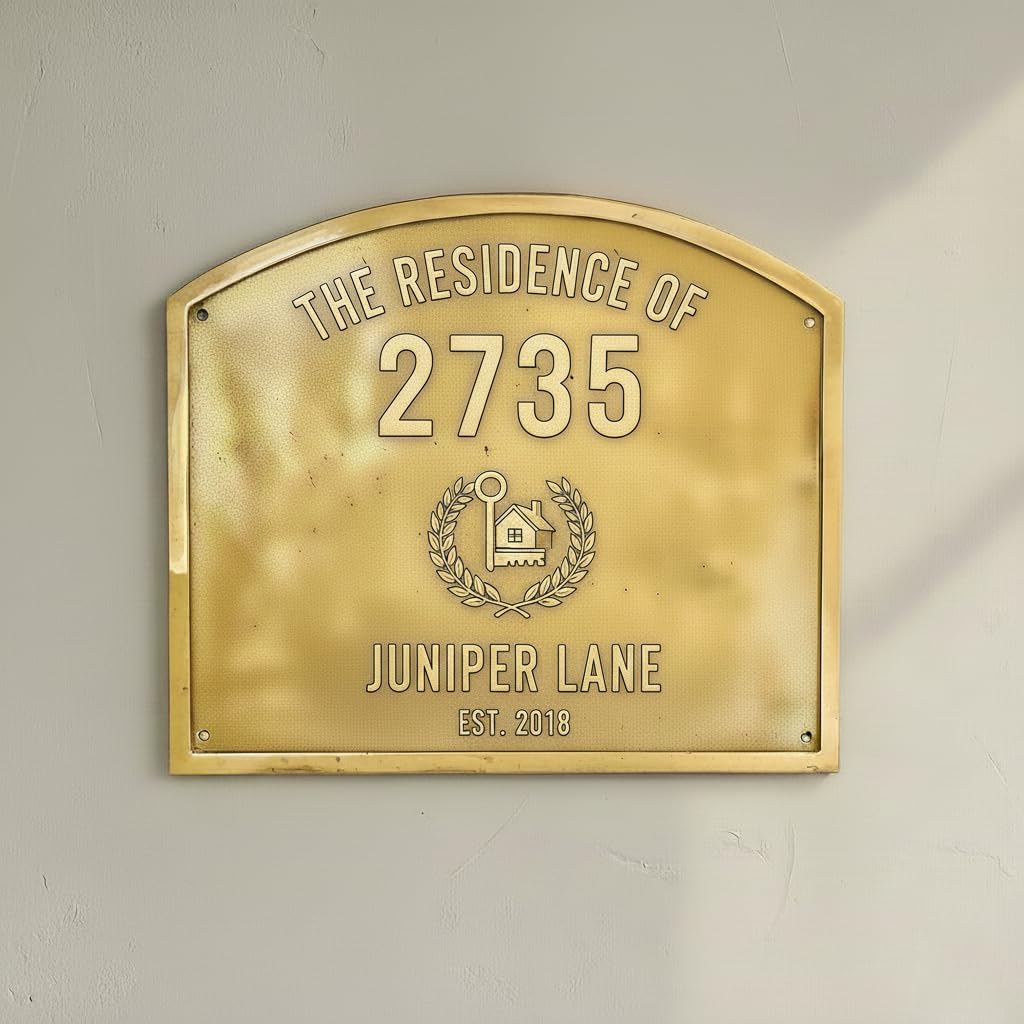 THE RESIDENCE OF
2735
JUNIPER LANE
EST. 2018